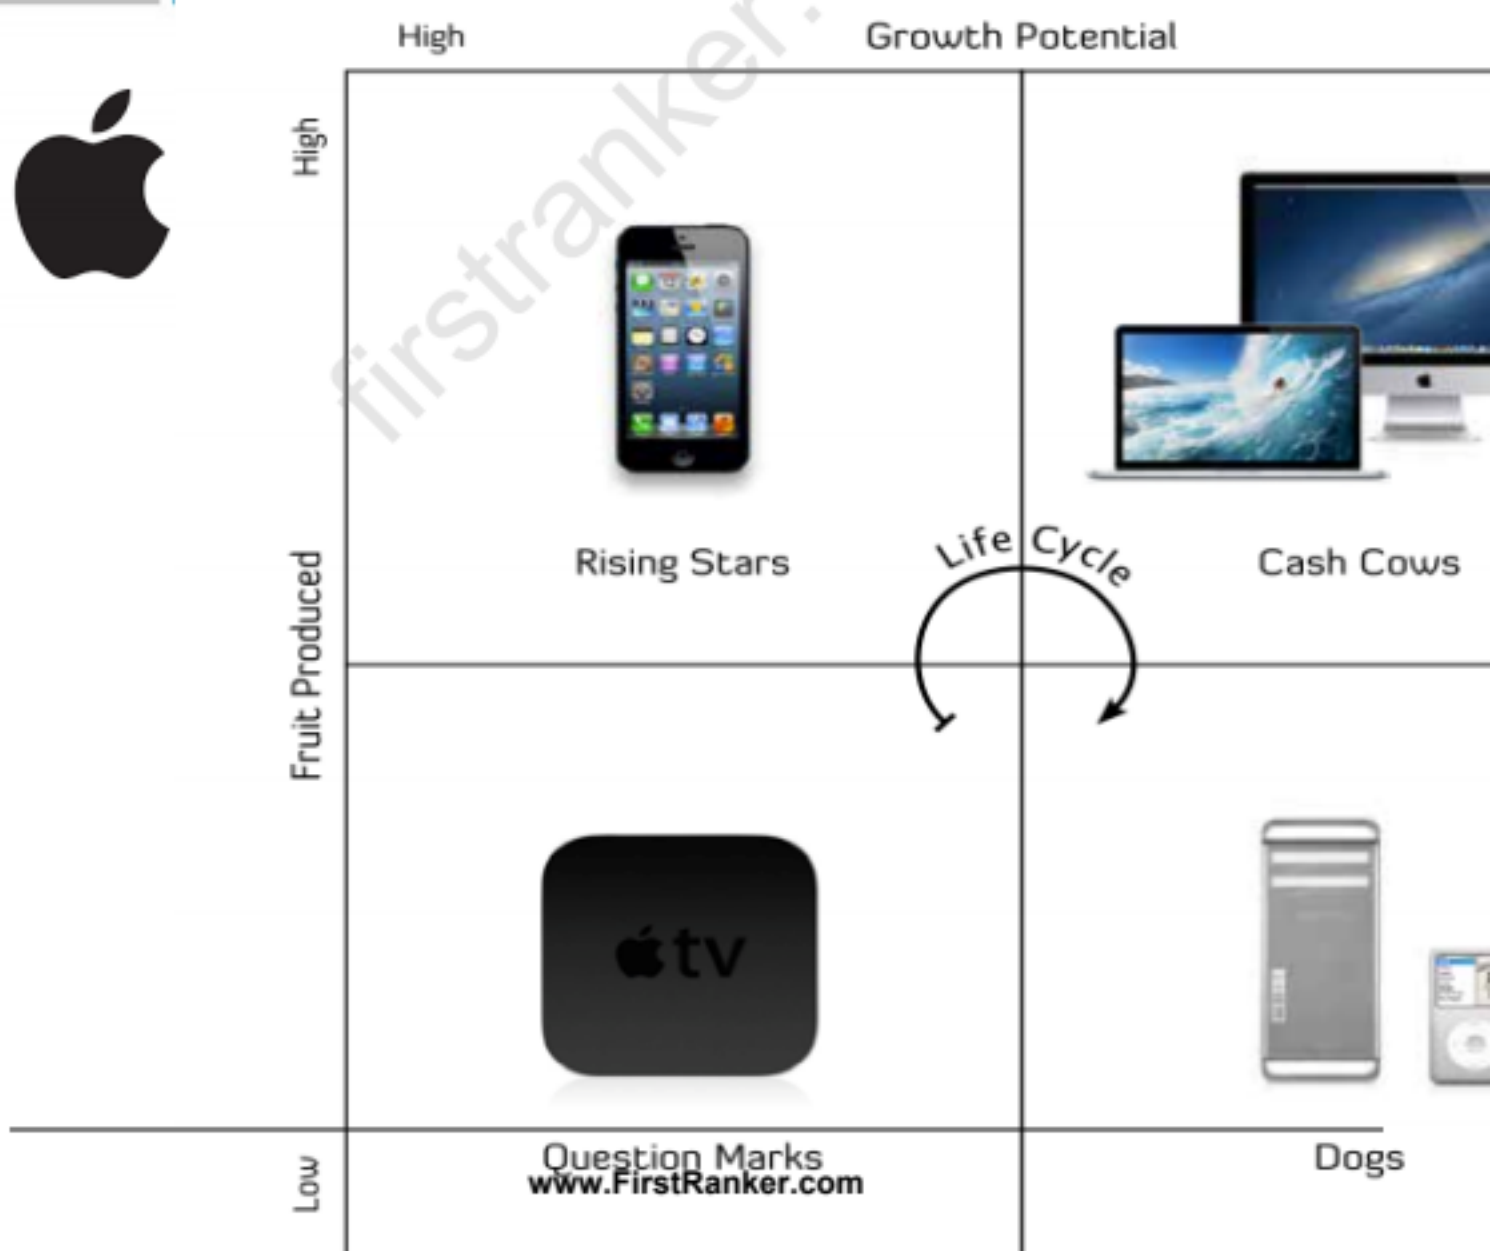 High
Growth Potential
High
firstranker.
Rising Stars
Life Cycle
Cash Cows
Fruit Produced
tv
Question Marks
Dogs
www.FirstRanker.com
Low